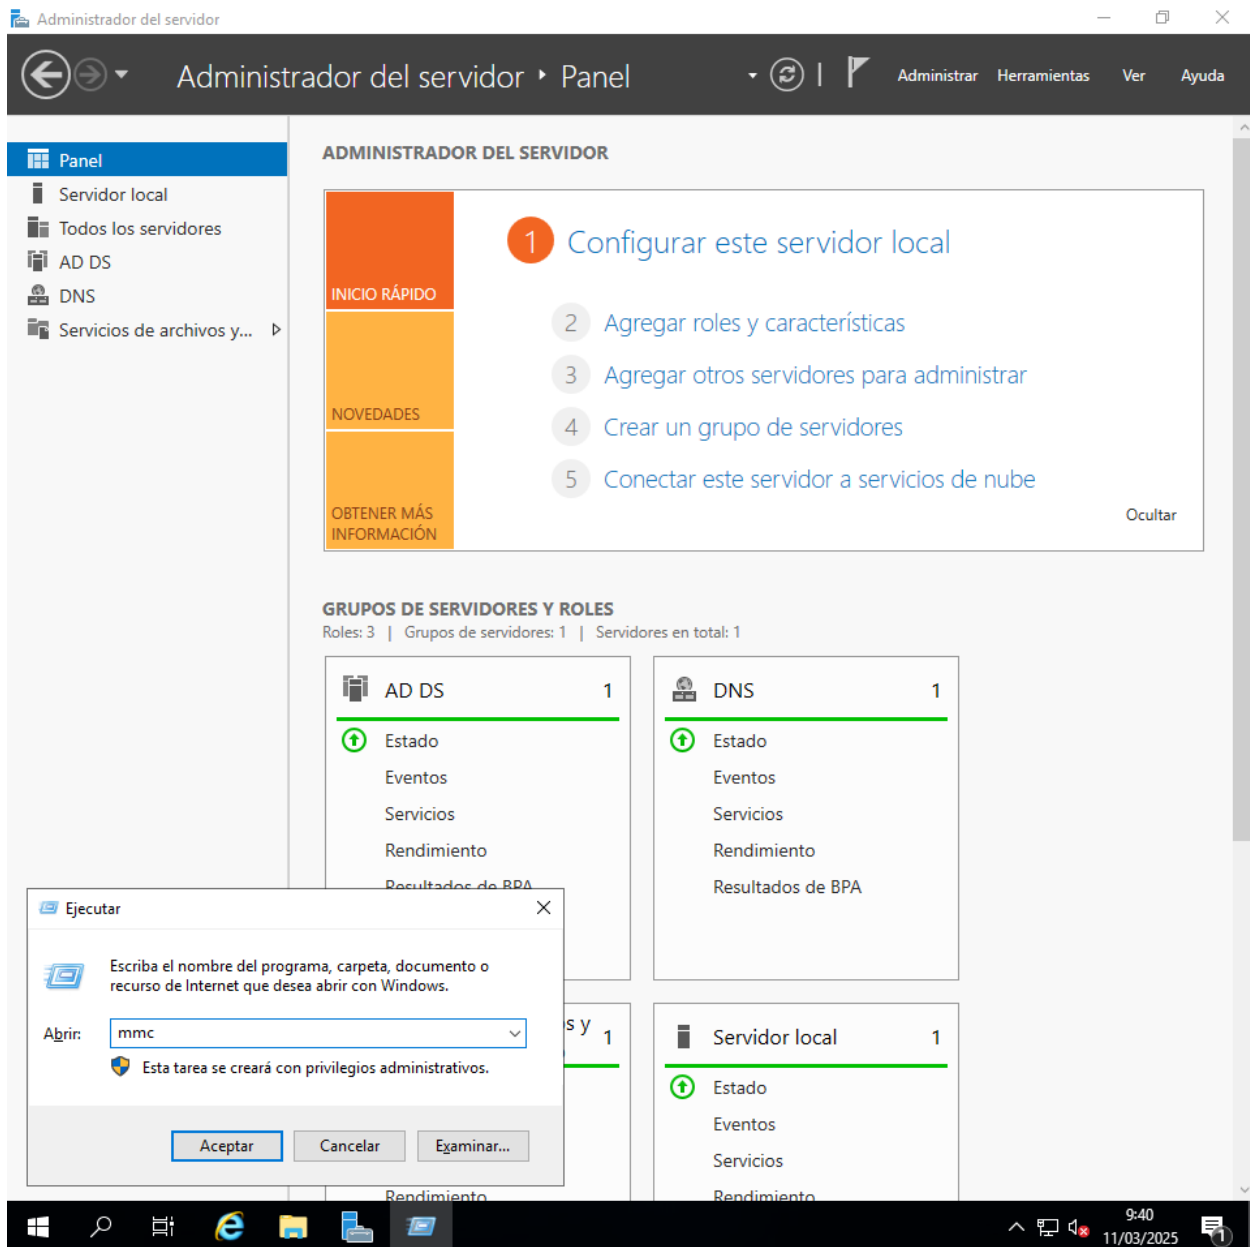 Administrador del servidor
Administrador del servidor ‣ Panel
Administrar Herramientas Ver Ayuda
Panel
Servidor local
Todos los servidores
AD DS
DNS
Servicios de archivos y...
ADMINISTRADOR DEL SERVIDOR
INICIO RÁPIDO
NOVEDADES
OBTENER MÁS
INFORMACIÓN
1 Configurar este servidor local
2 Agregar roles y características
3 Agregar otros servidores para administrar
4 Crear un grupo de servidores
5 Conectar este servidor a servicios de nube
Ocultar
GRUPOS DE SERVIDORES Y ROLES
Roles: 3 | Grupos de servidores: 1 | Servidores en total: 1
AD DS 1
Estado
Eventos
Servicios
Rendimiento
Resultados de BPA
DNS 1
Estado
Eventos
Servicios
Rendimiento
Resultados de BPA
s y 1
Rendimiento
Servidor local 1
Estado
Eventos
Servicios
Rendimiento
Ejecutar
Escriba el nombre del programa, carpeta, documento o
recurso de Internet que desea abrir con Windows.
Abrir: mmc
Esta tarea se creará con privilegios administrativos.
Aceptar Cancelar Examinar...
9:40
11/03/2025
1